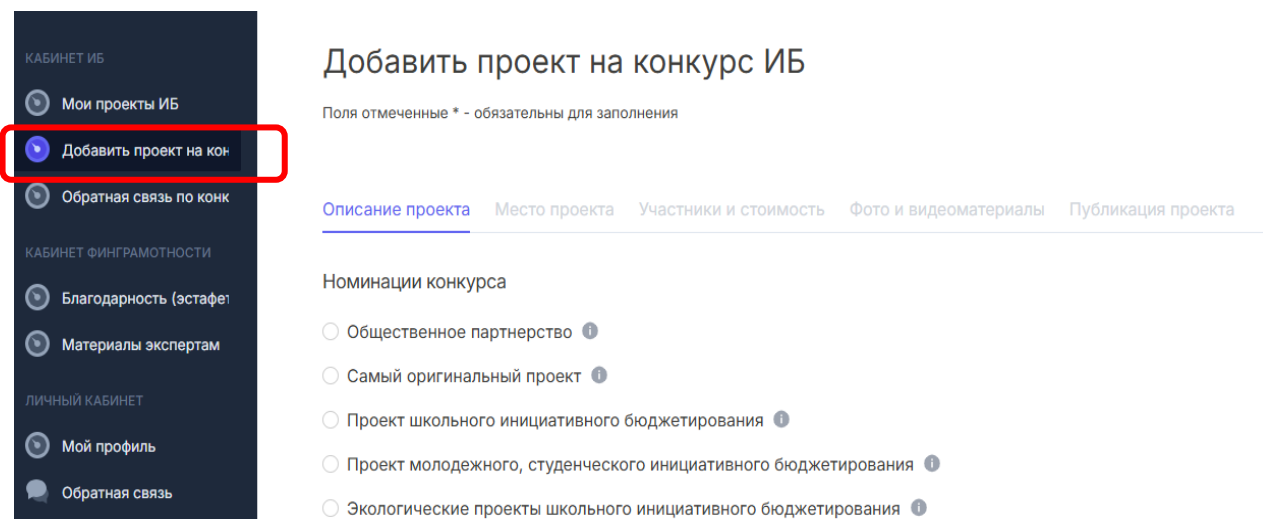 КАБИНЕТ ИБ
Мои проекты ИБ
Добавить проект на кон
Обратная связь по конк
КАБИНЕТ ФИНГРАМОТНОСТИ
Благодарность (эстафет
Материалы экспертам
ЛИЧНЫЙ КАБИНЕТ
Мой профиль
Обратная связь
Добавить проект на конкурс ИБ
Поля отмеченные * - обязательны для заполнения
Описание проекта Место проекта Участники и стоимость Фото и видеоматериалы Публикация проекта
Номинации конкурса
Общественное партнерство
Самый оригинальный проект
Проект школьного инициативного бюджетирования
Проект молодежного, студенческого инициативного бюджетирования
Экологические проекты школьного инициативного бюджетирования